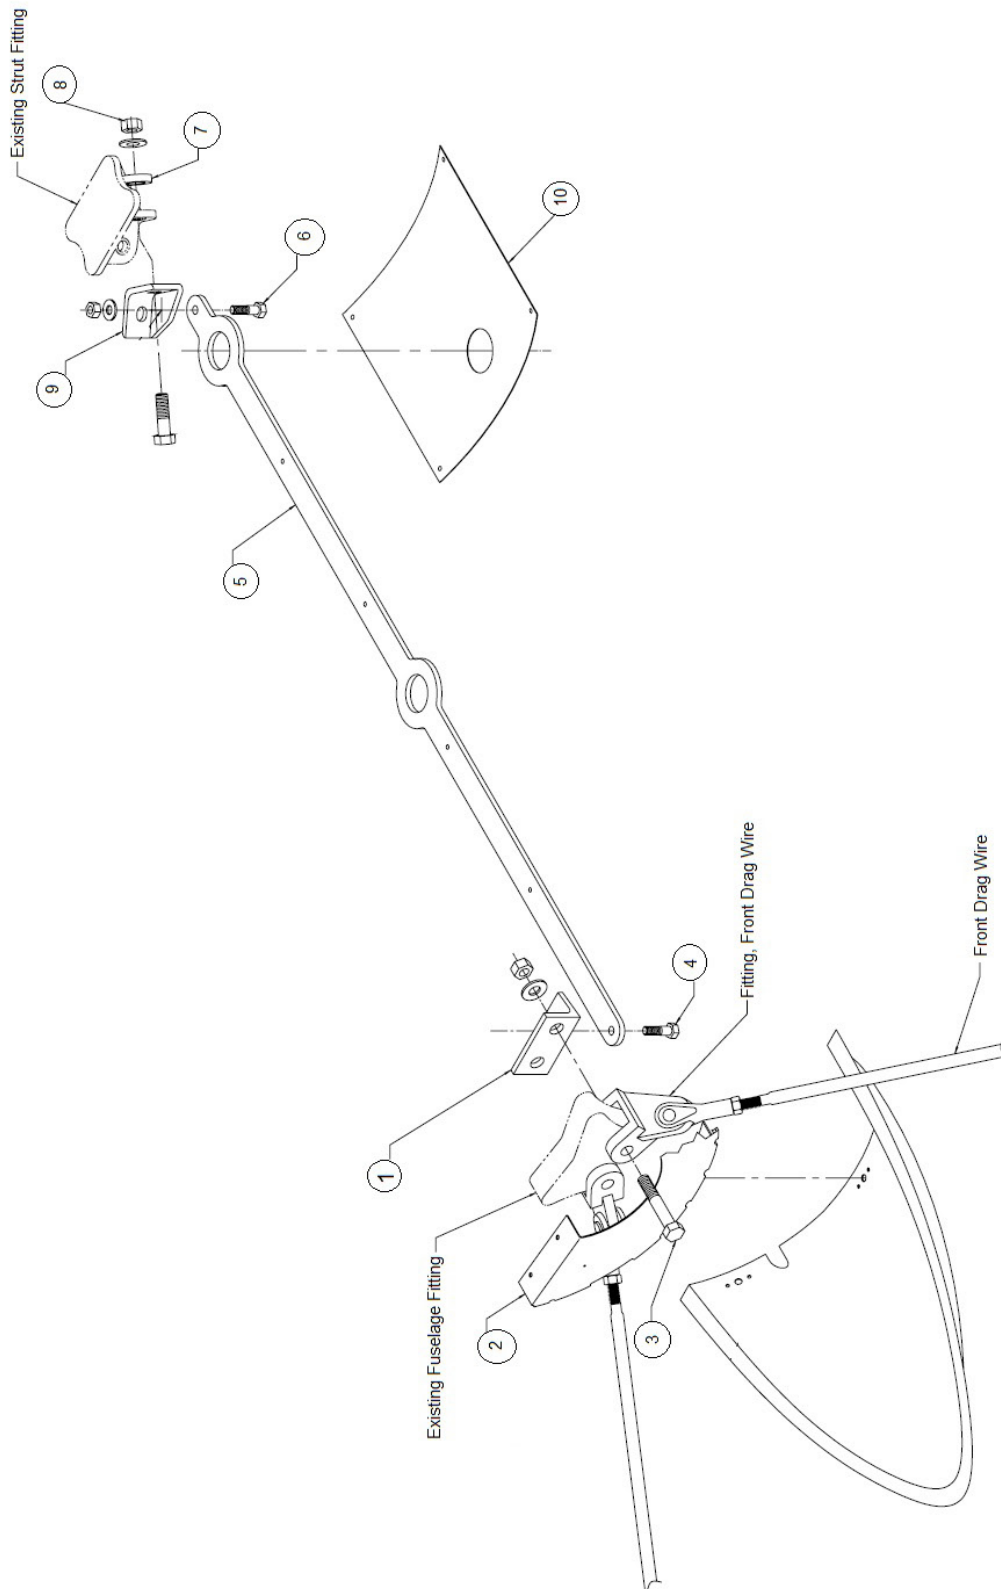 Existing Strut Fitting
8
7
6
10
9
5
Fitting, Front Drag Wire
Front Drag Wire
4
1
Existing Fuselage Fitting
2
3